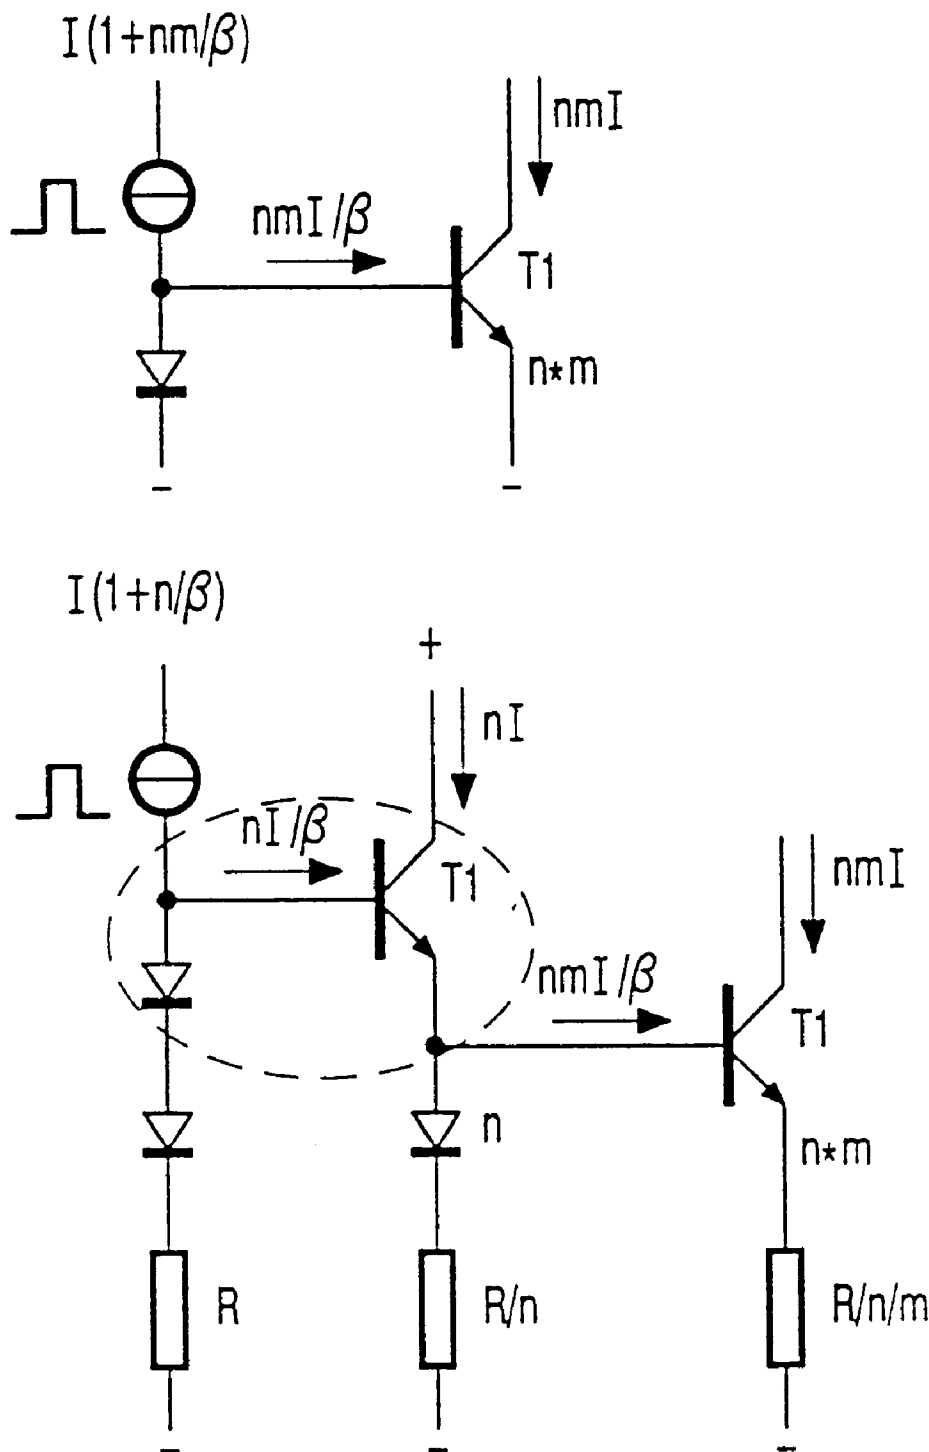 I(1+nm/β)
nmI
nmI/β
T1
n*m
−
−
I(1+n/β)
+
nI
nI/β
T1
nmI
nmI/β
T1
n
n*m
R
R/n
R/n/m
−
−
−